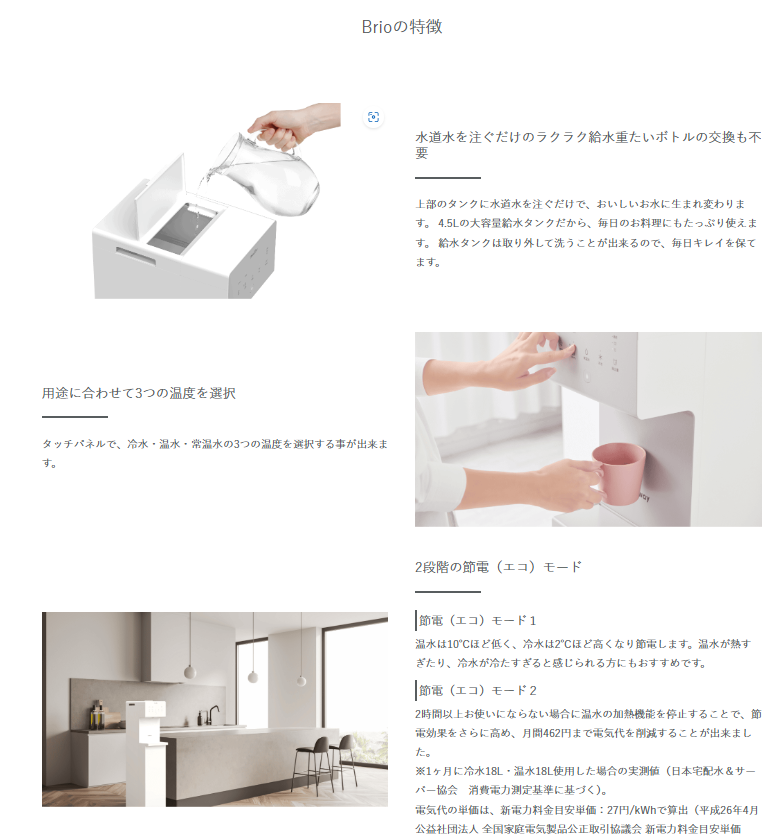 Brioの特徴
水道水を注ぐだけのラクラク給水重たいボトルの交換も不
要
上部のタンクに水道水を注ぐだけで、おいしいお水に生まれ変わりま
す。 4.5Lの大容量給水タンクだから、毎日のお料理にもたっぷり使えま
す。 給水タンクは取り外して洗うことが出来るので、毎日キレイを保て
ます。
用途に合わせて3つの温度を選択
タッチパネルで、冷水・温水・常温水の3つの温度を選択する事が出来ま
す。
2段階の節電（エコ）モード
節電（エコ）モード１
温水は10℃ほど低く、冷水は2℃ほど高くなり節電します。温水が熱す
ぎたり、冷水が冷たすぎると感じられる方にもおすすめです。
節電（エコ）モード２
2時間以上お使いにならない場合に温水の加熱機能を停止することで、節
電効果をさらに高め、月間462円まで電気代を削減することが出来まし
た。
※1ヶ月に冷水18L・温水18L使用した場合の実測値（日本宅配水＆サー
バー協会　消費電力測定基準に基づく）。
電気代の単価は、新電力料金目安単価：27円/kWhで算出（平成26年4月
公益社団法人 全国家庭電気製品公正取引協議会 新電力料金目安単価